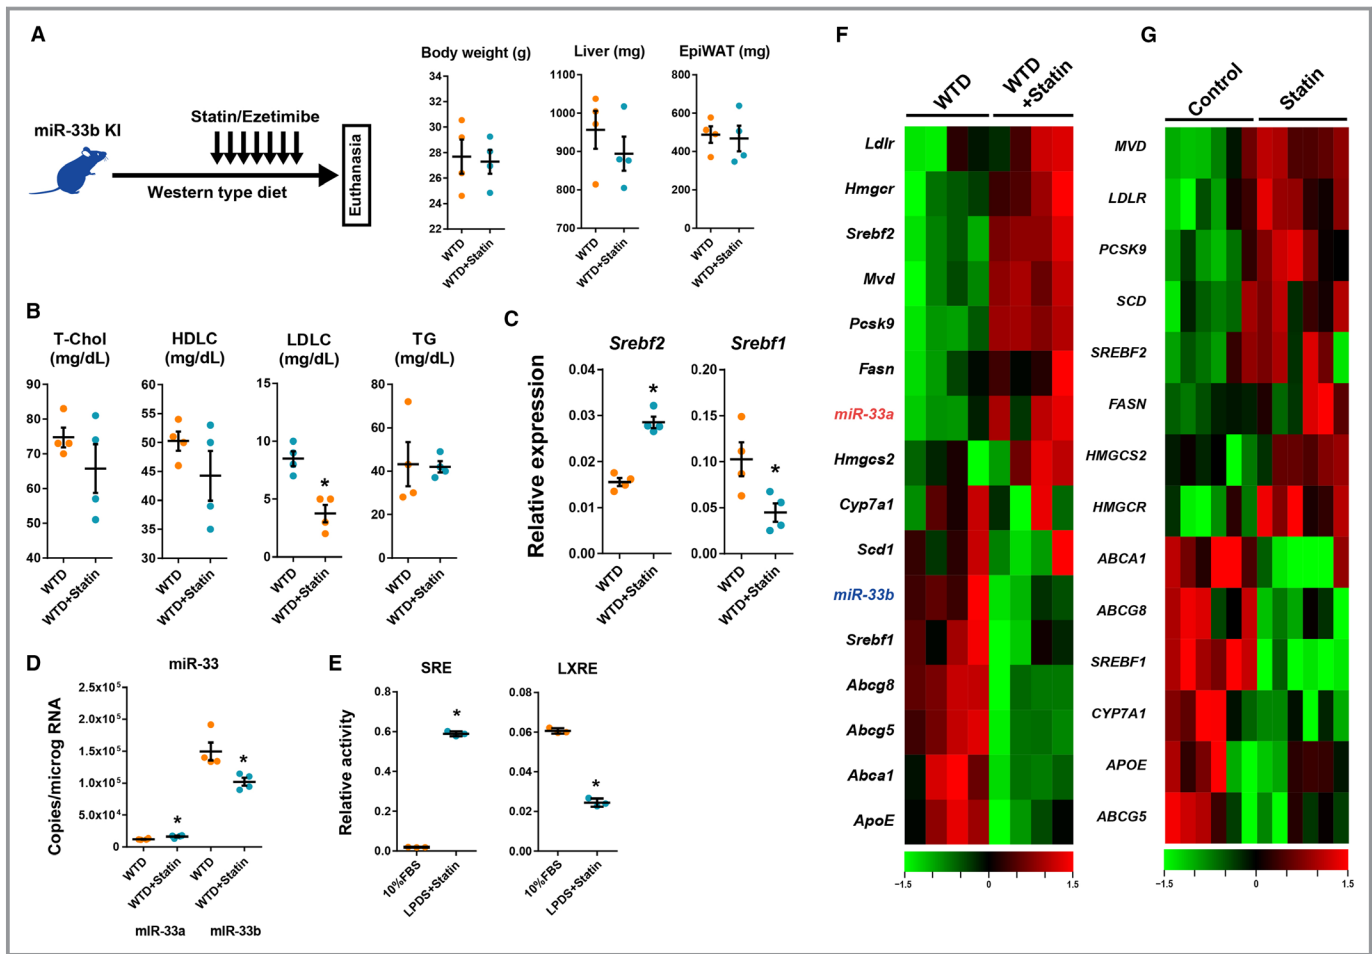 A
miR-33b KI
Statin/Ezetimibe
Western type diet
Euthanasia
Body weight (g)
34
32
30
28
26
24
22
WTD
WTD+Statin
Liver (mg)
1100
1000
900
800
700
WTD
WTD+Statin
EpiWAT (mg)
800
600
400
200
0
WTD
WTD+Statin
B
T-Chol
(mg/dL)
90
80
70
60
50
40
WTD
WTD+Statin
HDLC
(mg/dL)
60
55
50
45
40
35
30
WTD
WTD+Statin
LDLC
(mg/dL)
15
10
5
0
*
WTD
WTD+Statin
TG
(mg/dL)
80
60
40
20
0
WTD
WTD+Statin
C
Relative expression
Srebf2
0.04
0.03
0.02
0.01
0.00
*
WTD
WTD+Statin
Srebf1
0.20
0.15
0.10
0.05
0.00
*
WTD
WTD+Statin
D
miR-33
Copies/microg RNA
2.5x10⁵
2.0x10⁵
1.5x10⁵
1.0x10⁵
5.0x10⁴
0
*
*
WTD
WTD+Statin
WTD
WTD+Statin
mIR-33a
mIR-33b
E
Relative activity
SRE
0.8
0.6
0.4
0.2
0.0
*
10%FBS
LPDS+Statin
LXRE
0.08
0.06
0.04
0.02
0.00
*
10%FBS
LPDS+Statin
F
WTD
WTD
+Statin
Ldlr
Hmgcr
Srebf2
Mvd
Pcsk9
Fasn
miR-33a
Hmgcs2
Cyp7a1
Scd1
miR-33b
Srebf1
Abcg8
Abcg5
Abca1
ApoE
−1.5
0
1.5
G
Control
Statin
MVD
LDLR
PCSK9
SCD
SREBF2
FASN
HMGCS2
HMGCR
ABCA1
ABCG8
SREBF1
CYP7A1
APOE
ABCG5
−1.5
0
1.5